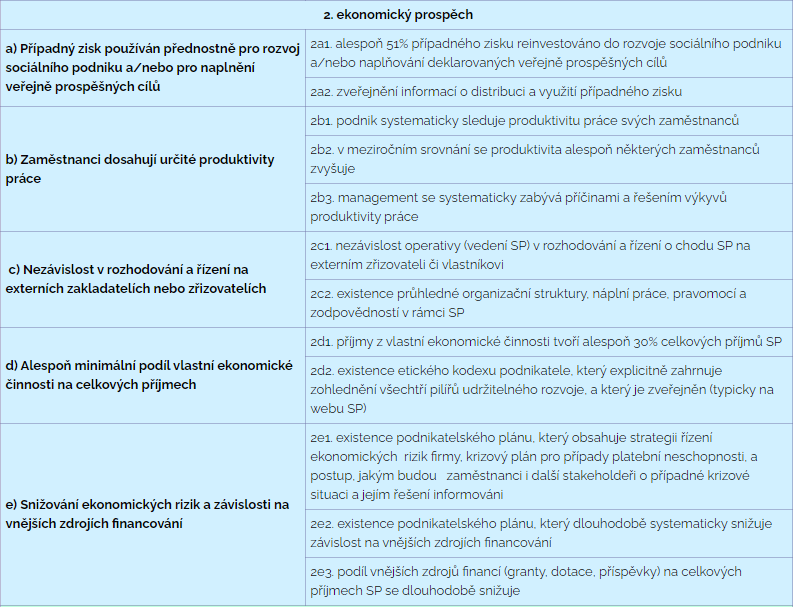 2. ekonomický prospěch
a) Případný zisk používán přednostně pro rozvoj
sociálního podniku a/nebo pro naplnění
veřejně prospěšných cílů
2a1. alespoň 51% případného zisku reinvestováno do rozvoje sociálního podniku
a/nebo naplňování deklarovaných veřejně prospěšných cílů
2a2. zveřejnění informací o distribuci a využití případného zisku
b) Zaměstnanci dosahují určité produktivity
práce
2b1. podnik systematicky sleduje produktivitu práce svých zaměstnanců
2b2. v meziročním srovnání se produktivita alespoň některých zaměstnanců
zvyšuje
2b3. management se systematicky zabývá příčinami a řešením výkyvů
produktivity práce
c) Nezávislost v rozhodování a řízení na
externích zakladatelích nebo zřizovatelích
2c1. nezávislost operativy (vedení SP) v rozhodování a řízení o chodu SP na
externím zřizovateli či vlastníkovi
2c2. existence průhledné organizační struktury, náplní práce, pravomocí a
zodpovědností v rámci SP
d) Alespoň minimální podíl vlastní ekonomické
činnosti na celkových příjmech
2d1. příjmy z vlastní ekonomické činnosti tvoří alespoň 30% celkových příjmů SP
2d2. existence etického kodexu podnikatele, který explicitně zahrnuje
zohlednění všechtří pilířů udržitelného rozvoje, a který je zveřejněn (typicky na
webu SP)
e) Snižování ekonomických rizik a závislosti na
vnějších zdrojích financování
2e1. existence podnikatelského plánu, který obsahuje strategii řízení
ekonomických rizik firmy, krizový plán pro případy platební neschopnosti, a
postup, jakým budou zaměstnanci i další stakeholdeři o případné krizové
situaci a jejím řešení informováni
2e2. existence podnikatelského plánu, který dlouhodobě systematicky snižuje
závislost na vnějších zdrojích financování
2e3. podíl vnějších zdrojů financí (granty, dotace, příspěvky) na celkových
příjmech SP se dlouhodobě snižuje